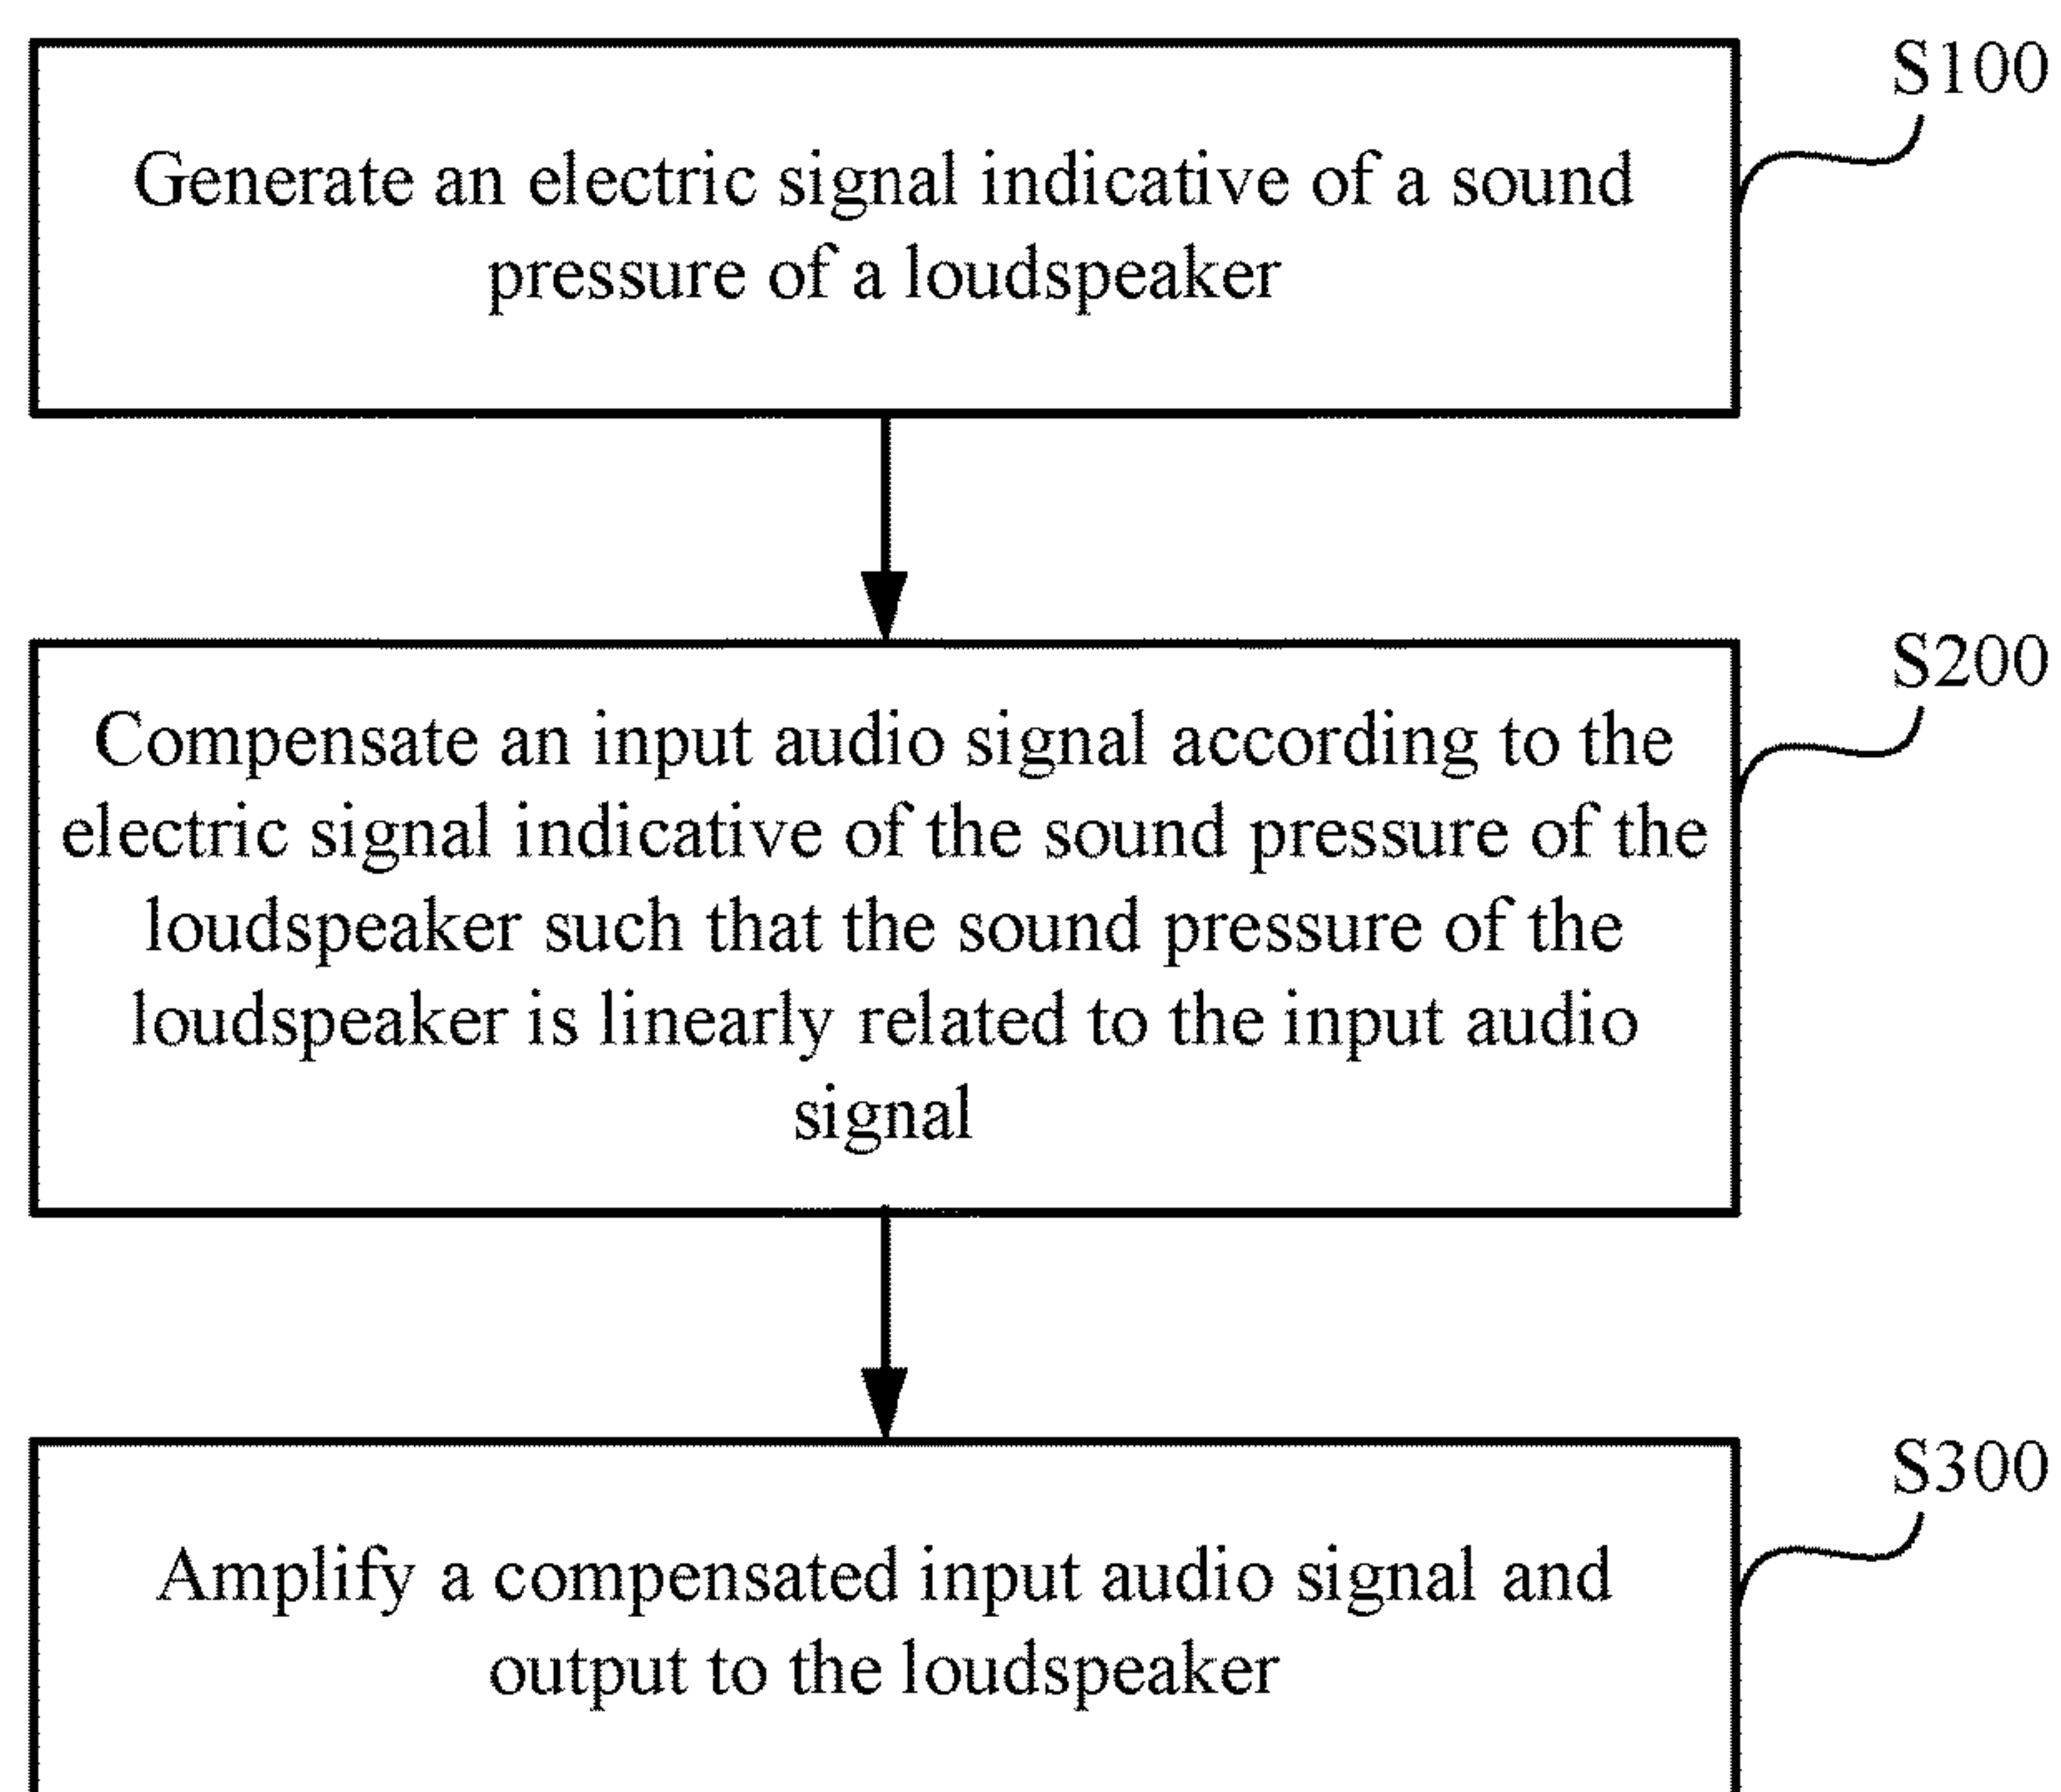 S100
Generate an electric signal indicative of a sound
pressure of a loudspeaker
S200
Compensate an input audio signal according to the
electric signal indicative of the sound pressure of the
loudspeaker such that the sound pressure of the
loudspeaker is linearly related to the input audio
signal
S300
Amplify a compensated input audio signal and
output to the loudspeaker